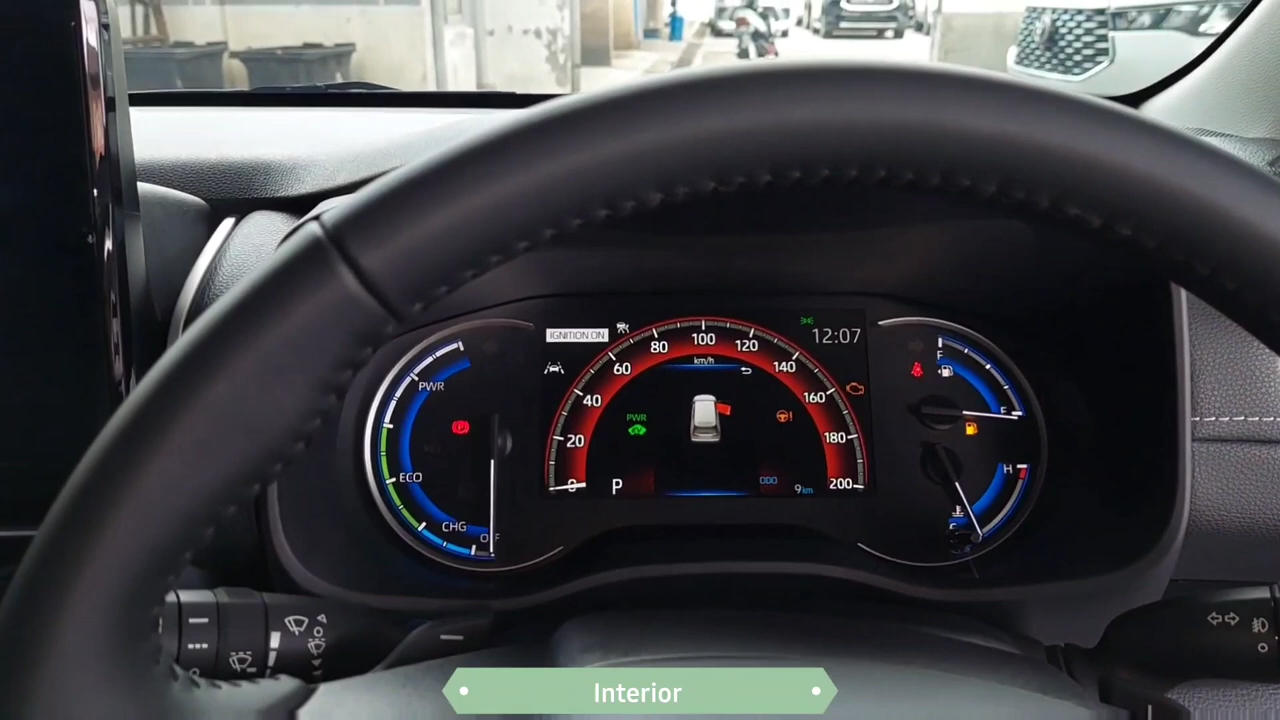 IGNITION ON
12:07
0
20
40
60
80
100
120
140
160
180
200
km/h
PWR
ECO
CHG
PWR
P
ODO
9km
F
E
H
C
Interior